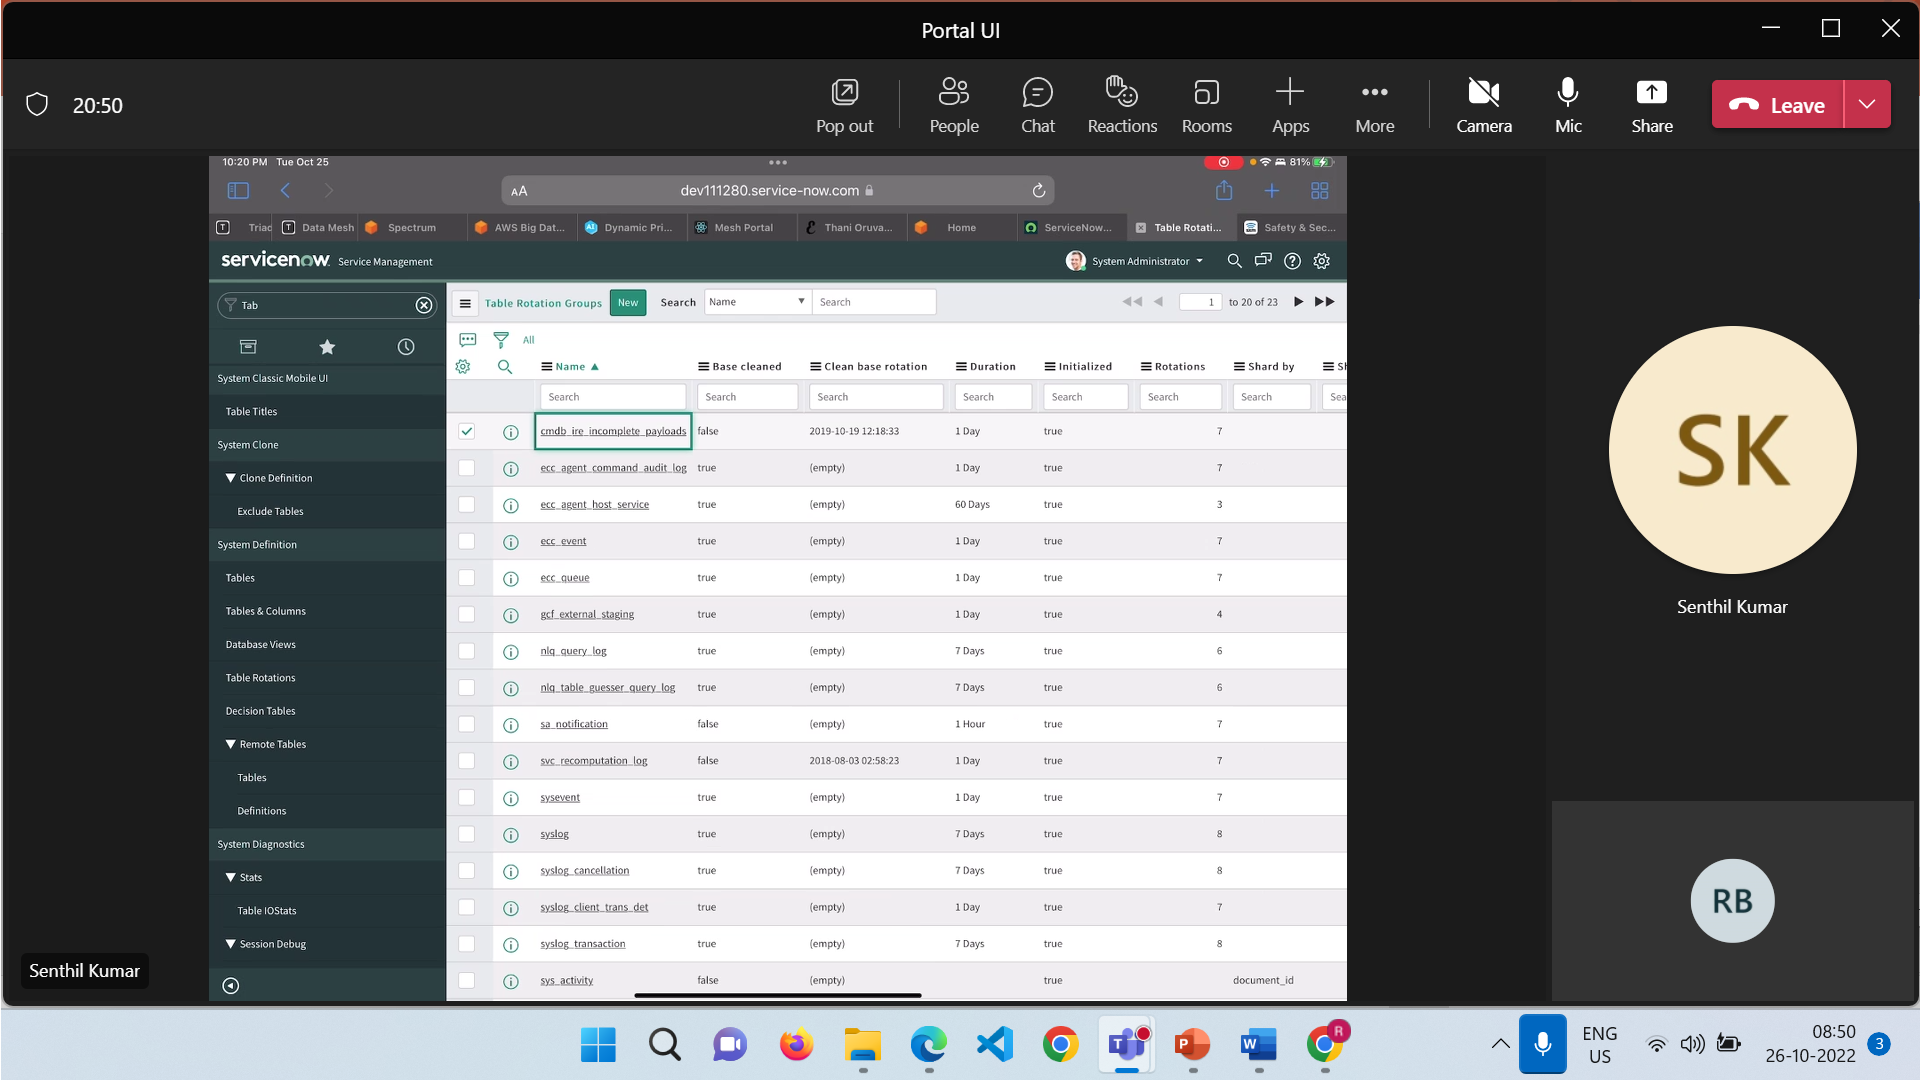 Portal UI
20:50
Pop out
People
Chat
Reactions
Rooms
Apps
More
Camera
Mic
Share
Leave
10:20 PM Tue Oct 25
81%
AA
dev111280.service-now.com
Triad
Data Mesh
Spectrum
AWS Big Dat...
Dynamic Pri...
Mesh Portal
Thani Oruva...
Home
ServiceNow...
Table Rotati...
Safety & Sec...
servicenow. Service Management
System Administrator
Tab
System Classic Mobile UI
Table Titles
System Clone
Clone Definition
Exclude Tables
System Definition
Tables
Tables & Columns
Database Views
Table Rotations
Decision Tables
Remote Tables
Tables
Definitions
System Diagnostics
Stats
Table IOStats
Session Debug
Table Rotation Groups New Search Name Search 1 to 20 of 23
All
Name Base cleaned Clean base rotation Duration Initialized Rotations Shard by Sh
Search Search Search Search Search Search Search Sea
cmdb_ire_incomplete_payloads false 2019-10-19 12:18:33 1 Day true 7
ecc_agent_command_audit_log true (empty) 1 Day true 7
ecc_agent_host_service true (empty) 60 Days true 3
ecc_event true (empty) 1 Day true 7
ecc_queue true (empty) 1 Day true 7
gcf_external_staging true (empty) 1 Day true 4
nlq_query_log true (empty) 7 Days true 6
nlq_table_guesser_query_log true (empty) 7 Days true 6
sa_notification false (empty) 1 Hour true 7
svc_recomputation_log false 2018-08-03 02:58:23 1 Day true 7
sysevent true (empty) 1 Day true 7
syslog true (empty) 7 Days true 8
syslog_cancellation true (empty) 7 Days true 8
syslog_client_trans_det true (empty) 1 Day true 7
syslog_transaction true (empty) 7 Days true 8
sys_activity false (empty) true document_id
SK
Senthil Kumar
RB
Senthil Kumar
ENG
US
08:50
26-10-2022
3